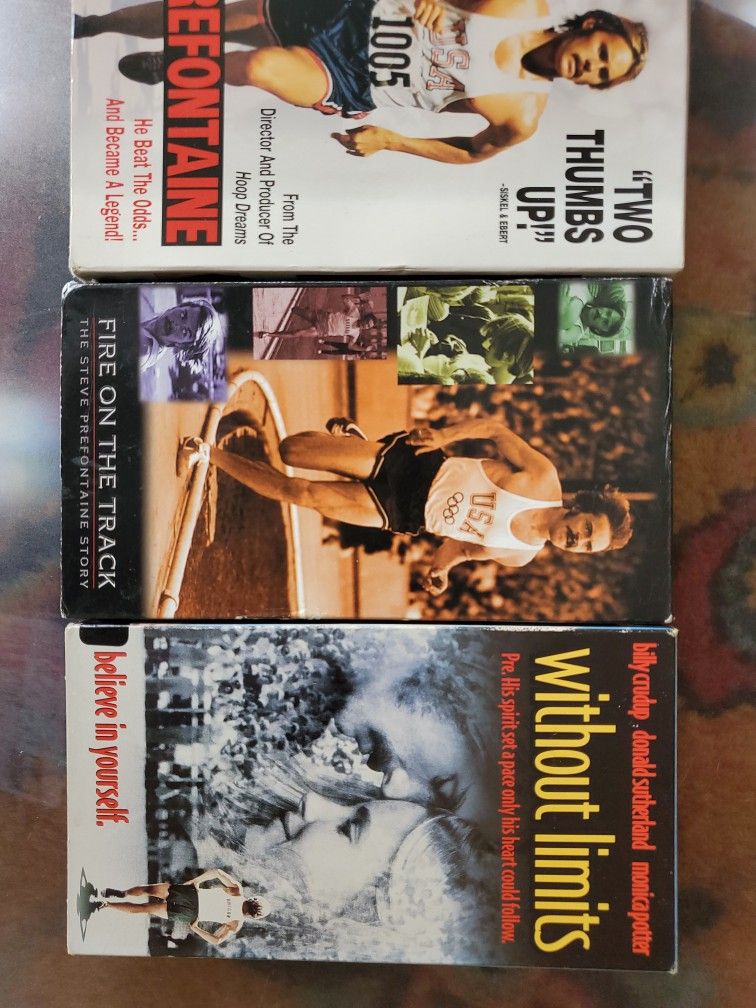 "TWO
THUMBS
UP!"
-SISKEL & EBERT
USA
1005
From The
Director And Producer Of
Hoop Dreams
REFONTAINE
He Beat The Odds...
And Became A Legend!
USA
FIRE ON THE TRACK
THE STEVE PREFONTAINE STORY
billy crudup donald sutherland monica potter
without limits
Pre. His spirit set a pace only his heart could follow.
believe in yourself.